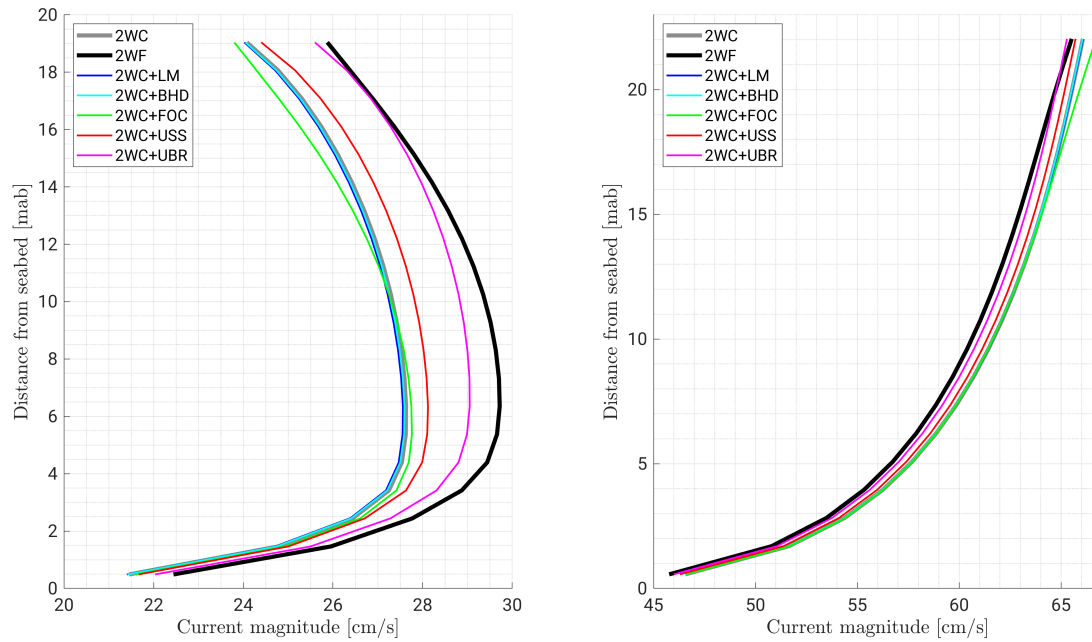 20
18
16
14
12
10
8
6
4
2
0
Distance from seabed [mab]
2WC
2WF
2WC+LM
2WC+BHD
2WC+FOC
2WC+USS
2WC+UBR
20
22
24
26
28
30
Current magnitude [cm/s]
20
15
10
5
0
Distance from seabed [mab]
2WC
2WF
2WC+LM
2WC+BHD
2WC+FOC
2WC+USS
2WC+UBR
45
50
55
60
65
Current magnitude [cm/s]